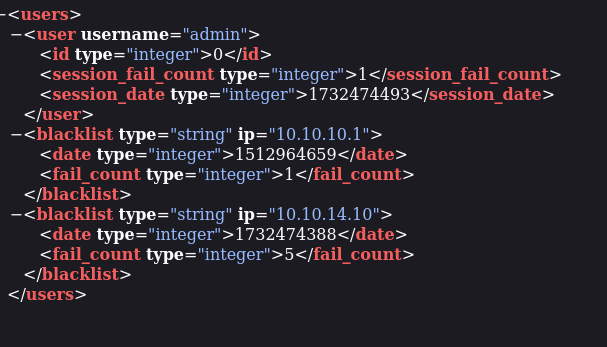 −<users>
−<user username="admin">
<id type="integer">0</id>
<session_fail_count type="integer">1</session_fail_count>
<session_date type="integer">1732474493</session_date>
</user>
−<blacklist type="string" ip="10.10.10.1">
<date type="integer">1512964659</date>
<fail_count type="integer">1</fail_count>
</blacklist>
−<blacklist type="string" ip="10.10.14.10">
<date type="integer">1732474388</date>
<fail_count type="integer">5</fail_count>
</blacklist>
</users>